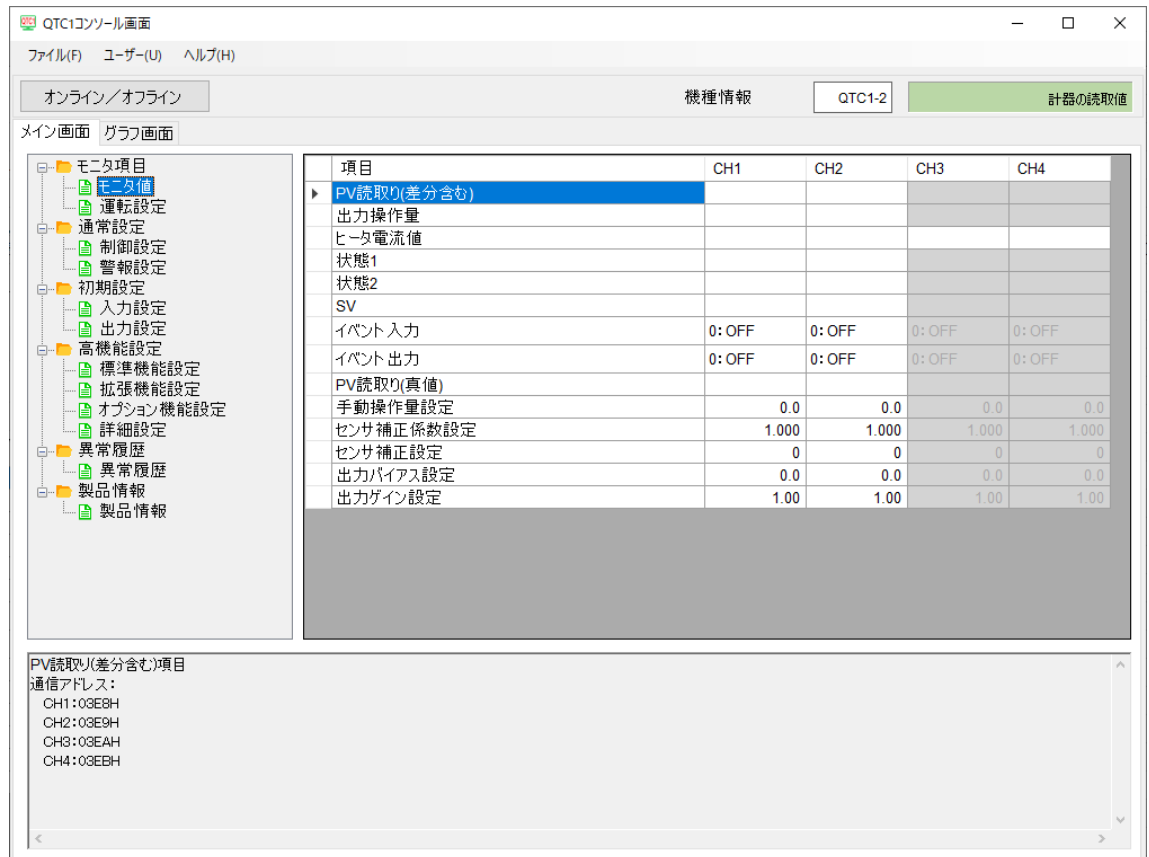 QTC1コンソール画面
ファイル(F) ユーザー(U) ヘルプ(H)
オンライン／オフライン 機種情報 QTC1-2 計器の読取値
メイン画面 グラフ画面
モニタ項目
モニタ値
運転設定
通常設定
制御設定
警報設定
初期設定
入力設定
出力設定
高機能設定
標準機能設定
拡張機能設定
オプション機能設定
詳細設定
異常履歴
異常履歴
製品情報
製品情報
項目 CH1 CH2 CH3 CH4
PV読取り(差分含む)
出力操作量
ヒータ電流値
状態1
状態2
SV
イベント入力 0:OFF 0:OFF 0:OFF 0:OFF
イベント出力 0:OFF 0:OFF 0:OFF 0:OFF
PV読取り(真値)
手動操作量設定 0.0 0.0 0.0 0.0
センサ補正係数設定 1.000 1.000 1.000 1.000
センサ補正設定 0 0 0 0
出力バイアス設定 0.0 0.0 0.0 0.0
出力ゲイン設定 1.00 1.00 1.00 1.00
PV読取り(差分含む)項目
通信アドレス：
CH1:03E8H
CH2:03E9H
CH3:03EAH
CH4:03EBH